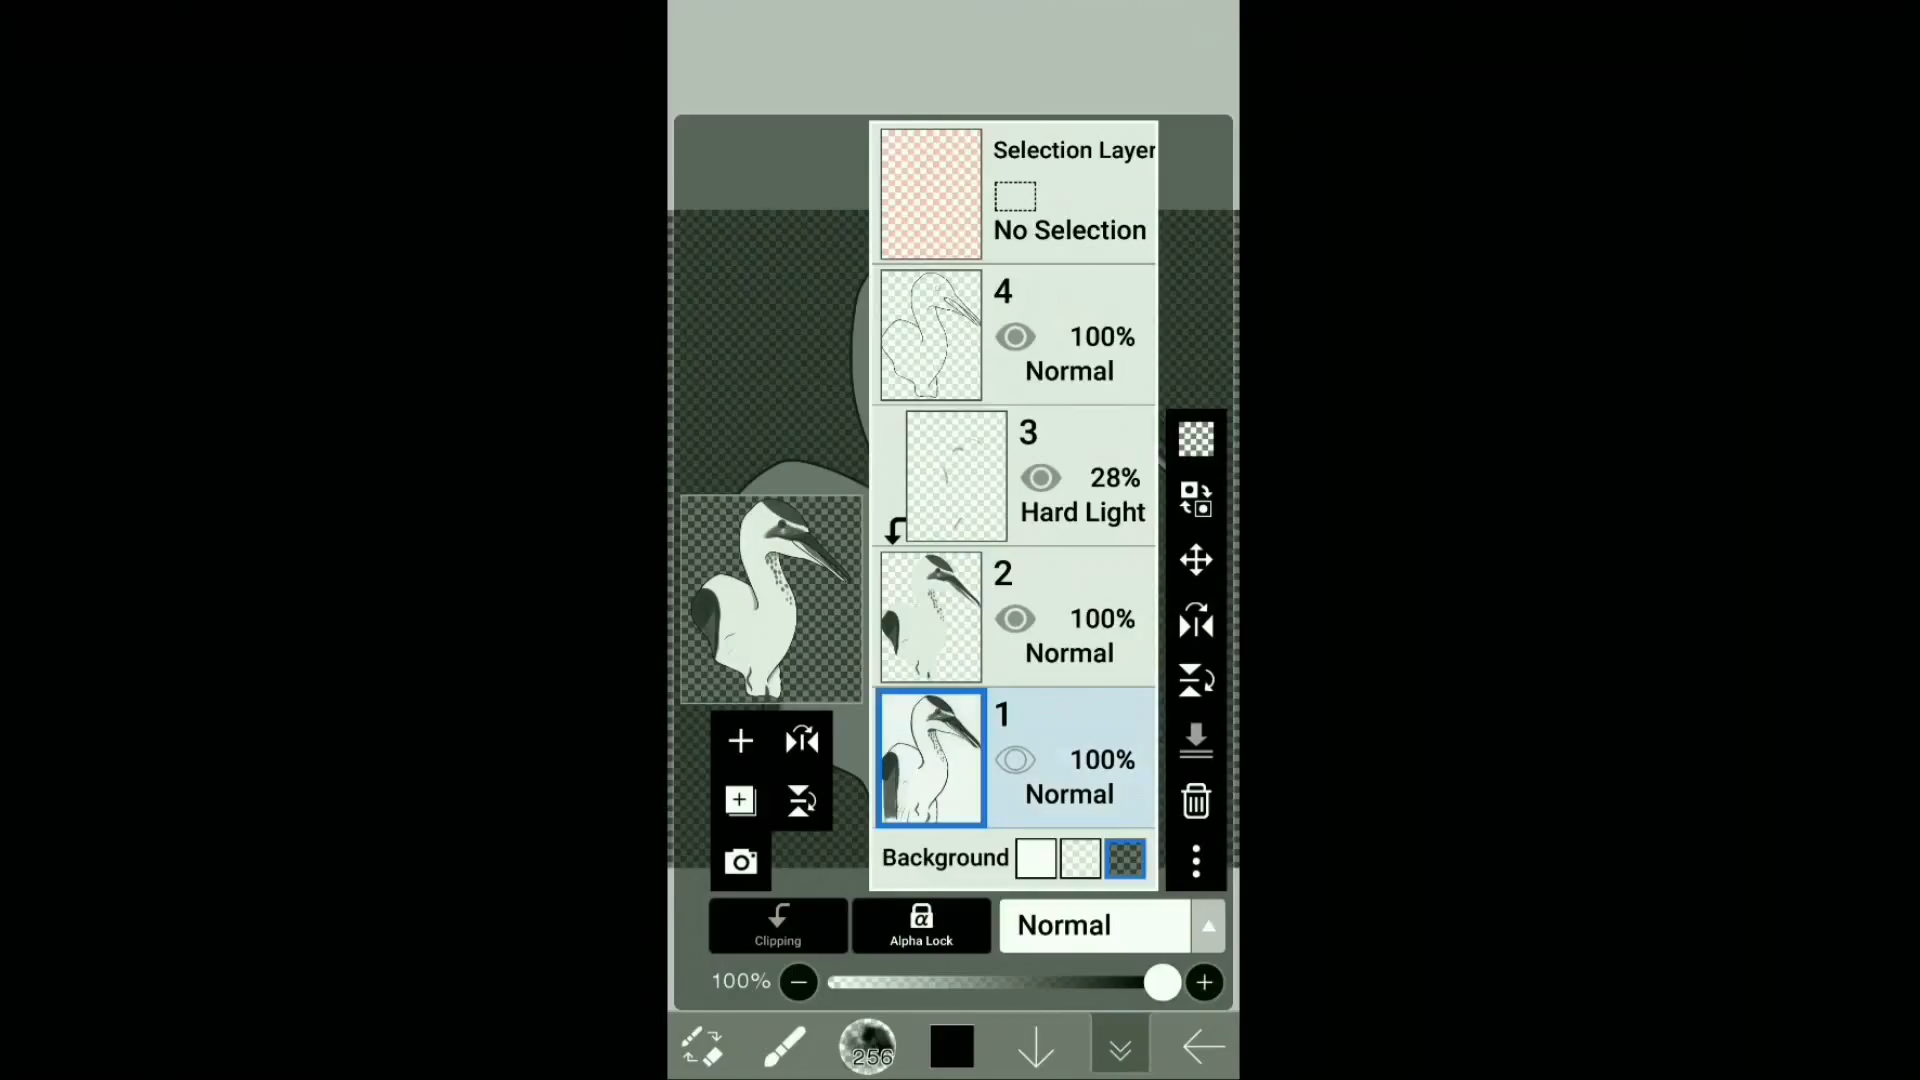 Selection Layer
No Selection
4
100%
Normal
3
28%
Hard Light
2
100%
Normal
1
100%
Normal
Background
Clipping
α
Alpha Lock
Normal
100%
256